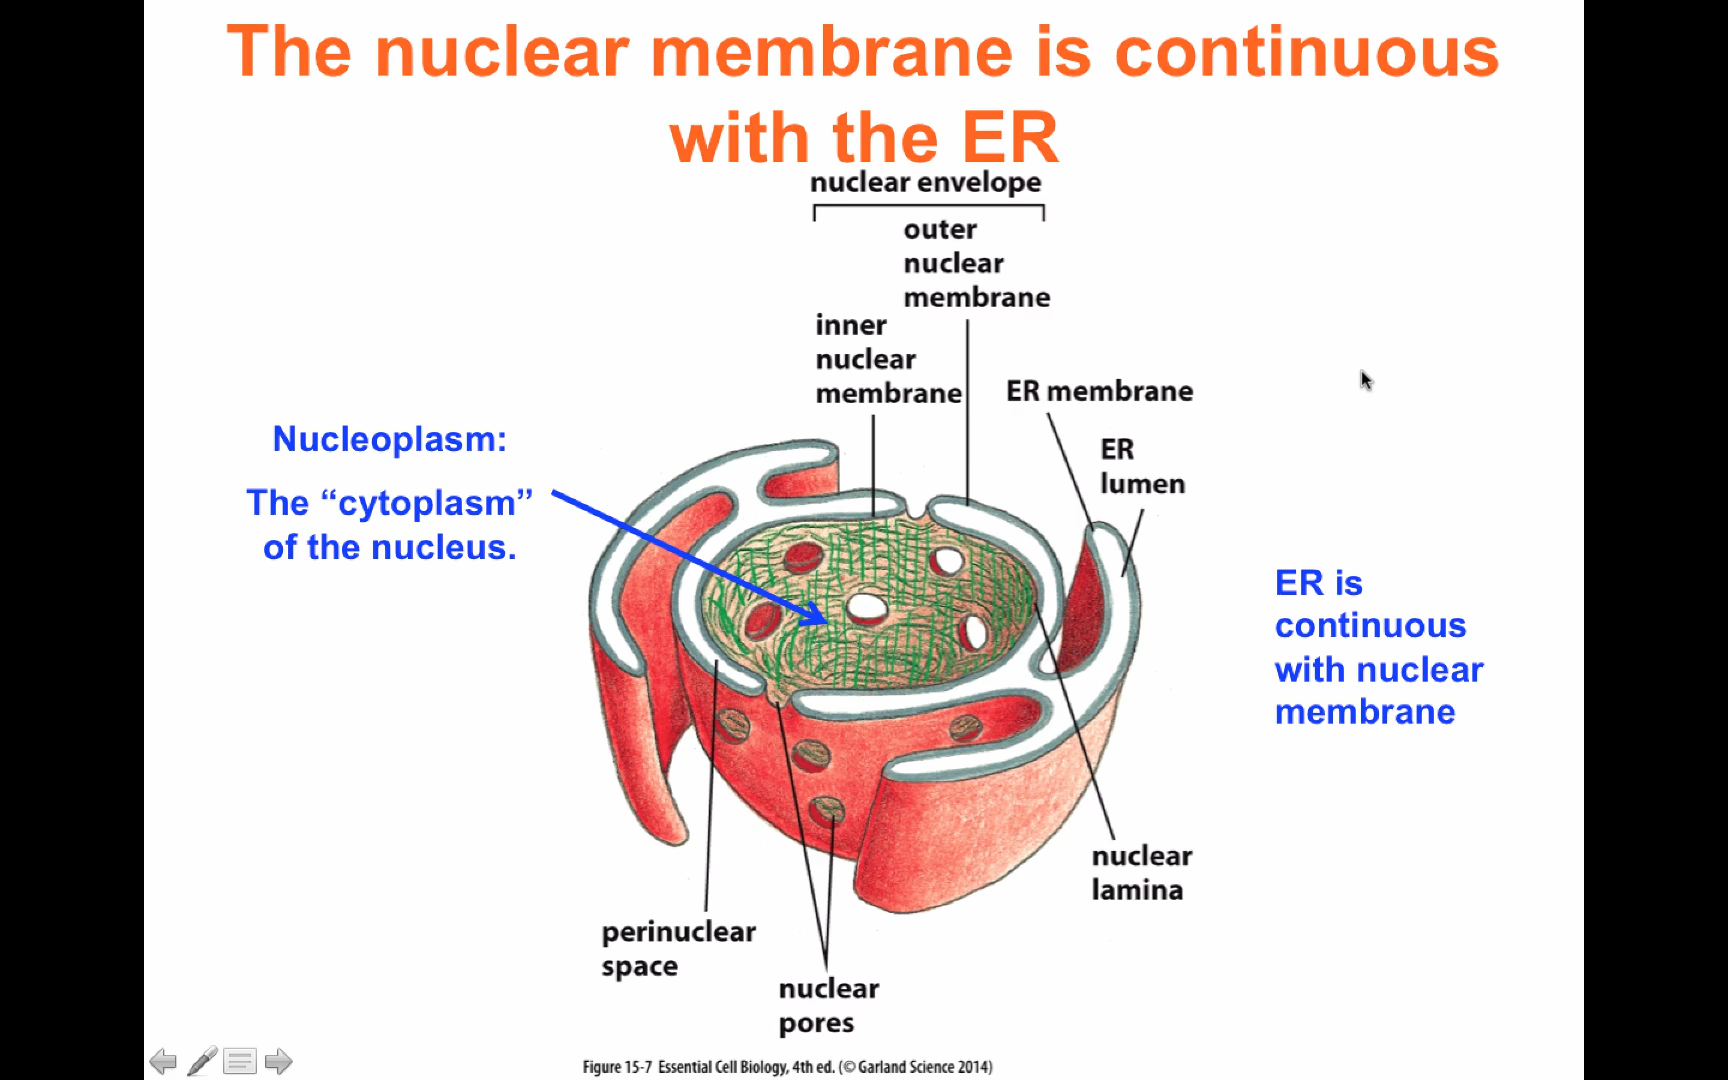 The nuclear membrane is continuous
with the ER
nuclear envelope
outer
nuclear
membrane
inner
nuclear
membrane
ER membrane
ER
lumen
Nucleoplasm:
The “cytoplasm”
of the nucleus.
ER is
continuous
with nuclear
membrane
nuclear
lamina
perinuclear
space
nuclear
pores
Figure 15-7 Essential Cell Biology, 4th ed. (© Garland Science 2014)